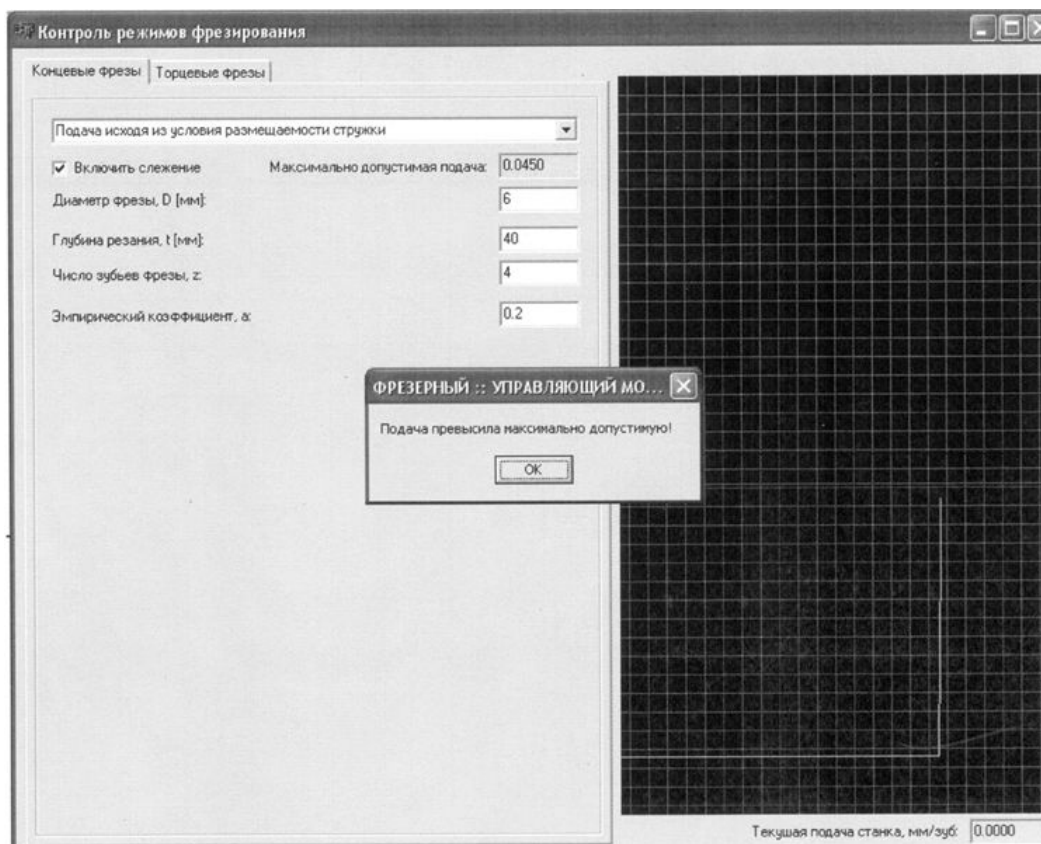 Контроль режимов фрезирования
Концевые фрезы Торцевые фрезы
Подача исходя из условия размещаемости стружки
Включить слежение Максимально допустимая подача: 0.0450
Диаметр фрезы, D [мм]: 6
Глубина резания, t [мм]: 40
Число зубьев фрезы, z: 4
Эмпирический коэффициент, a: 0.2
ФРЕЗЕРНЫЙ :: УПРАВЛЯЮЩИЙ МО...
Подача превысила максимально допустимую!
OK
Текущая подача станка, мм/зуб: 0.0000